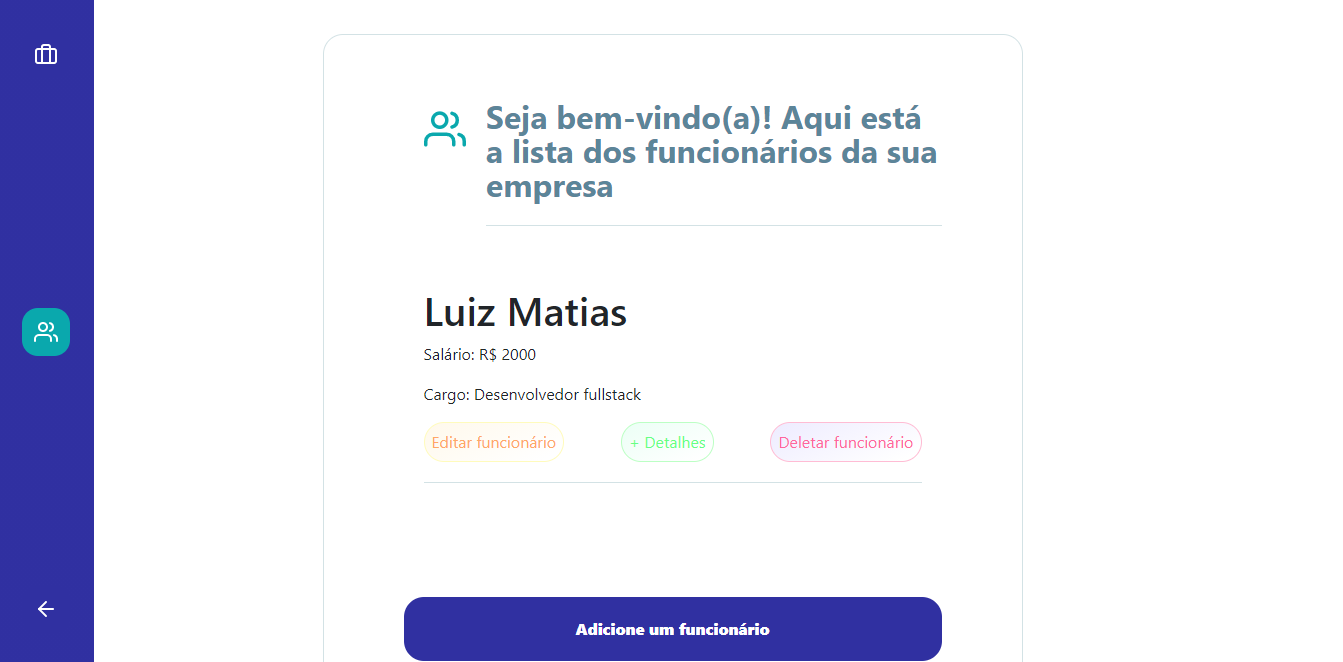 Seja bem-vindo(a)! Aqui está
a lista dos funcionários da sua
empresa
Luiz Matias
Salário: R$ 2000
Cargo: Desenvolvedor fullstack
Editar funcionário
+ Detalhes
Deletar funcionário
Adicione um funcionário